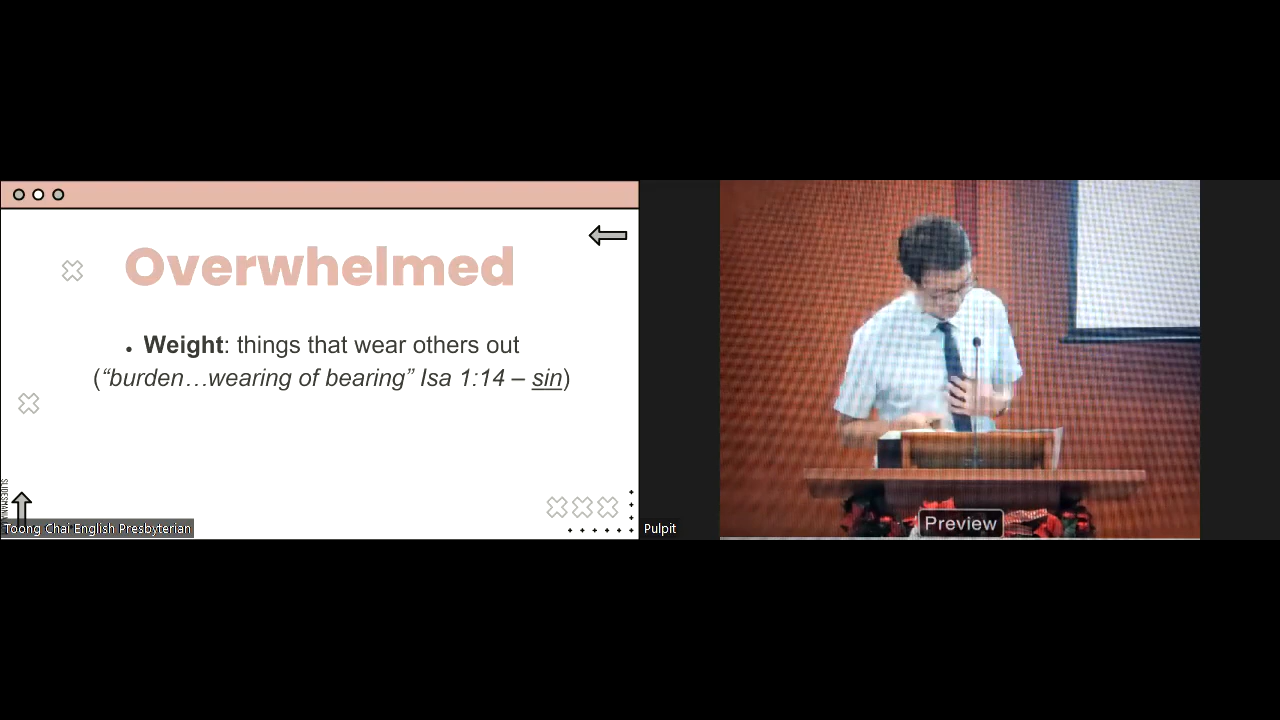 Overwhelmed
• Weight: things that wear others out
(“burden…wearing of bearing” Isa 1:14 – sin)
Toong Chai English Presbyterian
Pulpit
Preview